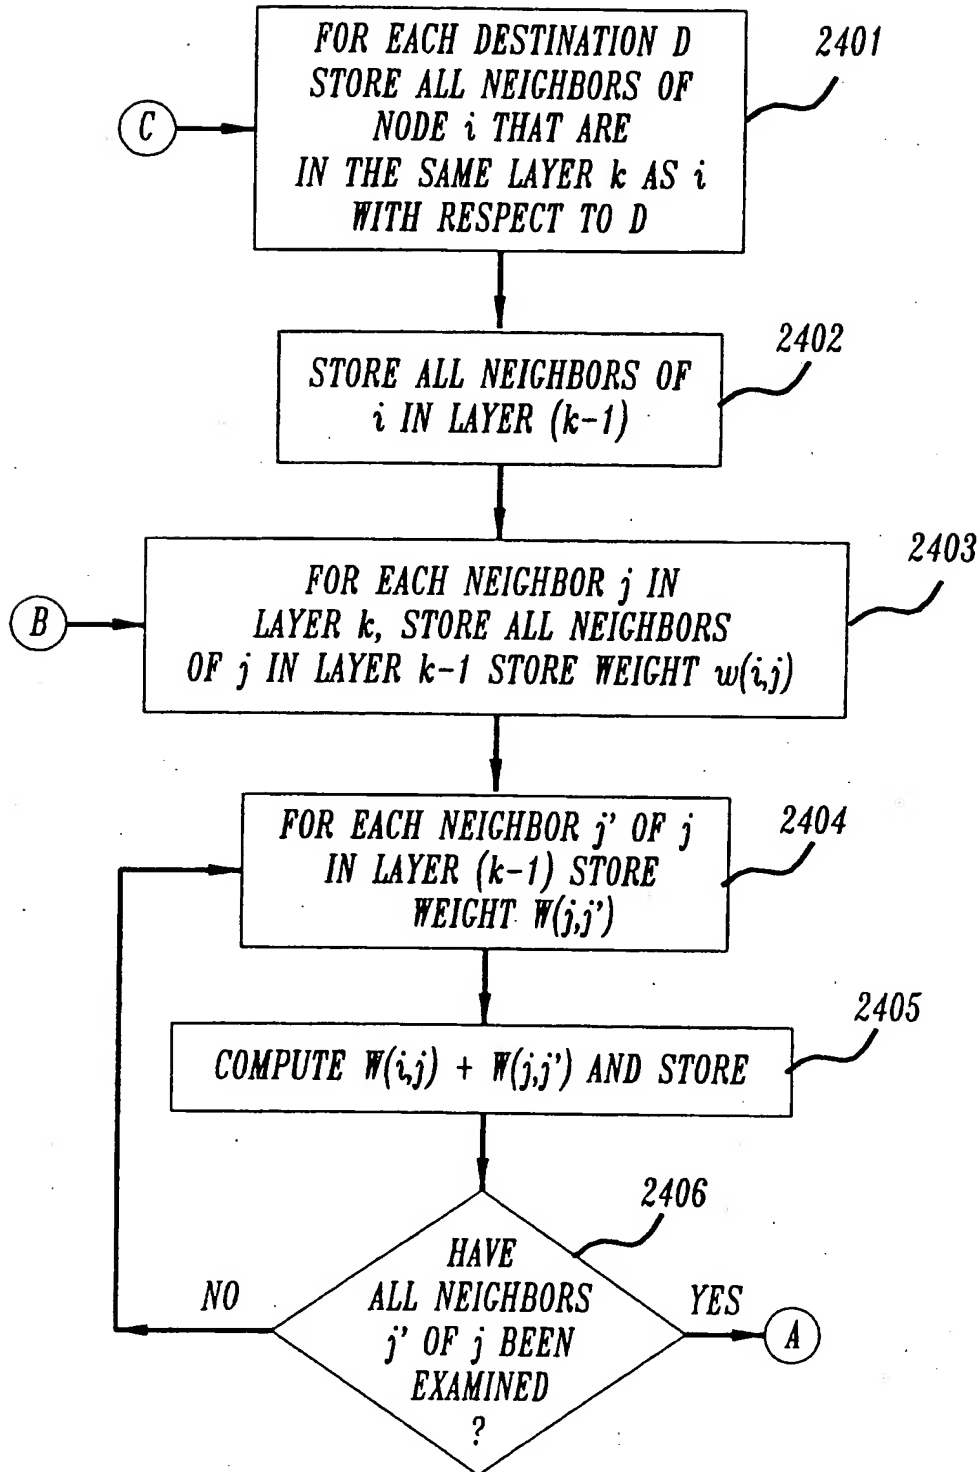 FOR EACH DESTINATION D
STORE ALL NEIGHBORS OF
NODE i THAT ARE
IN THE SAME LAYER k AS i
WITH RESPECT TO D
2401
C
STORE ALL NEIGHBORS OF
i IN LAYER (k-1)
2402
FOR EACH NEIGHBOR j IN
LAYER k, STORE ALL NEIGHBORS
OF j IN LAYER k-1 STORE WEIGHT w(i,j)
2403
B
FOR EACH NEIGHBOR j' OF j
IN LAYER (k-1) STORE
WEIGHT W(j,j')
2404
COMPUTE W(i,j) + W(j,j') AND STORE
2405
HAVE
ALL NEIGHBORS
j' OF j BEEN
EXAMINED
?
2406
NO
YES
A